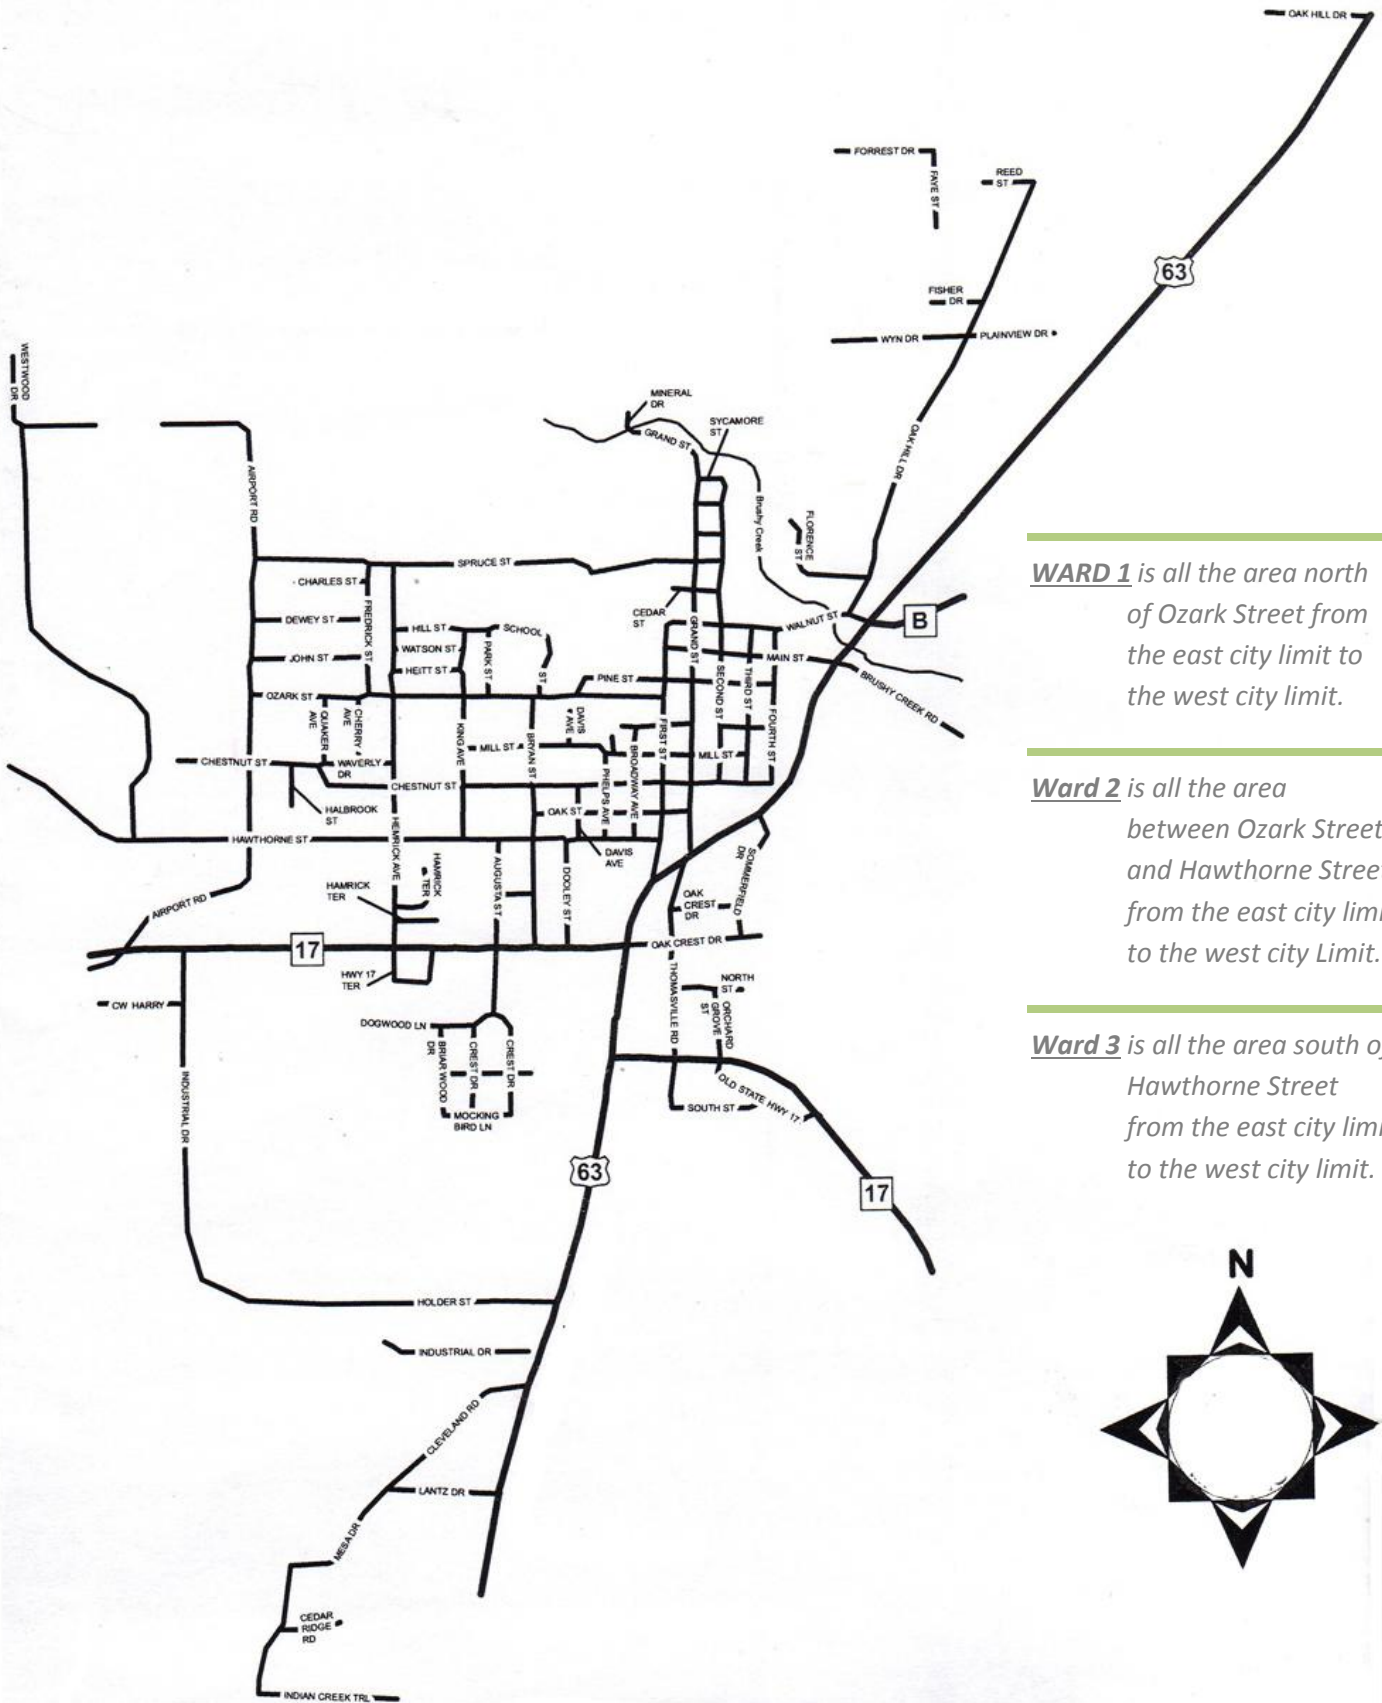 OAK HILL DR
FORREST DR
FAYE ST
REED
ST
63
FISHER
DR
WYN DR
PLAINVIEW DR
WESTWOOD
DR
MINERAL
DR
GRAND ST
SYCAMORE
ST
OAK HILL DR
AIRPORT RD
Brushy Creek
FLORENCE
ST
SPRUCE ST
CHARLES ST
FREDRICK ST
DEWEY ST
JOHN ST
HILL ST
WATSON ST
HEITT ST
PARK ST
SCHOOL
ST
CEDAR
ST
GRAND ST
WALNUT ST
B
MAIN ST
BRUSHY CREEK RD
PINE ST
SECOND ST
THIRD ST
FOURTH ST
OZARK ST
QUAKER
AVE
CHERRY
AVE
KING AVE
BRYAN ST
DAVIS
AVE
FIRST ST
MILL ST
MILL ST
PHELPS AVE
BROADWAY AVE
CHESTNUT ST
WAVERLY
DR
CHESTNUT ST
HALBROOK
ST
OAK ST
HAWTHORNE ST
HEMRICK AVE
DAVIS
AVE
SOMMERFIELD
DR
HAMRICK
TER
HAMRICK
TER
AUGUSTA ST
DOOLEY ST
OAK
CREST
DR
AIRPORT RD
OAK CREST DR
17
HWY 17
TER
THOMASVILLE RD
NORTH
ST
ORCHARD
GROVE
ST
CW HARRY
DOGWOOD LN
BRIAR WOOD
DR
CREST DR
CREST DR
MOCKING
BIRD LN
OLD STATE HWY 17
SOUTH ST
INDUSTRIAL DR
63
17
HOLDER ST
INDUSTRIAL DR
CLEVELAND RD
LANTZ DR
MESA DR
CEDAR
RIDGE
RD
INDIAN CREEK TRL
WARD 1 is all the area north
of Ozark Street from
the east city limit to
the west city limit.
Ward 2 is all the area
between Ozark Street
and Hawthorne Stree
from the east city limi
to the west city Limit.
Ward 3 is all the area south o
Hawthorne Street
from the east city limi
to the west city limit.
N